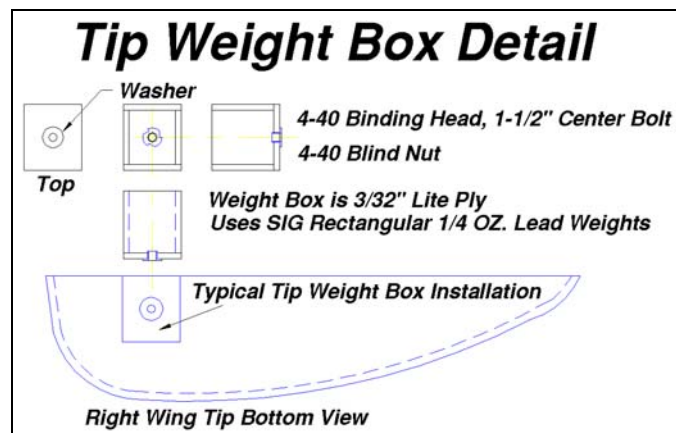 Tip Weight Box Detail
Washer
4-40 Binding Head, 1-1/2" Center Bolt
4-40 Blind Nut
Top
Weight Box is 3/32" Lite Ply
Uses SIG Rectangular 1/4 OZ. Lead Weights
Typical Tip Weight Box Installation
Right Wing Tip Bottom View